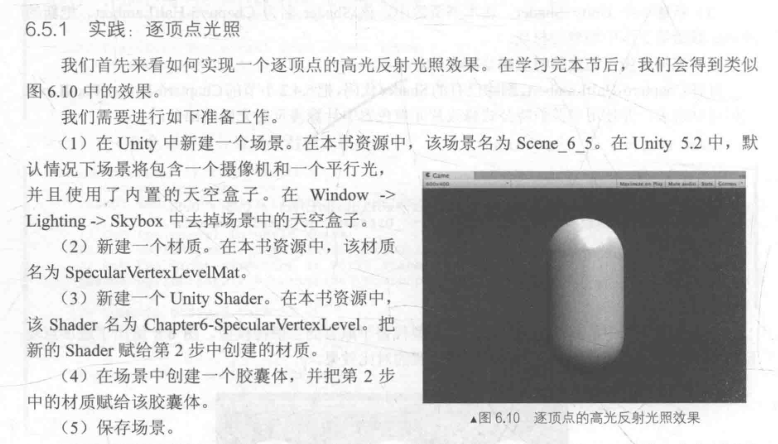 6.5.1 实践：逐顶点光照
我们首先来看如何实现一个逐顶点的高光反射光照效果。在学习完本节后，我们会得到类似
图 6.10 中的效果。
我们需要进行如下准备工作。
（1）在 Unity 中新建一个场景。在本书资源中，该场景名为 Scene_6_5。在 Unity 5.2 中，默
认情况下场景将包含一个摄像机和一个平行光，
并且使用了内置的天空盒子。在 Window ->
Lighting -> Skybox 中去掉场景中的天空盒子。
（2）新建一个材质。在本书资源中，该材质
名为 SpecularVertexLevelMat。
（3）新建一个 Unity Shader。在本书资源中，
该 Shader 名为 Chapter6-SpecularVertexLevel。把
新的 Shader 赋给第 2 步中创建的材质。
（4）在场景中创建一个胶囊体，并把第 2 步
中的材质赋给该胶囊体。
（5）保存场景。
Game
Maximize on Play Mute audio Stats Gizmos
▲图 6.10 逐顶点的高光反射光照效果